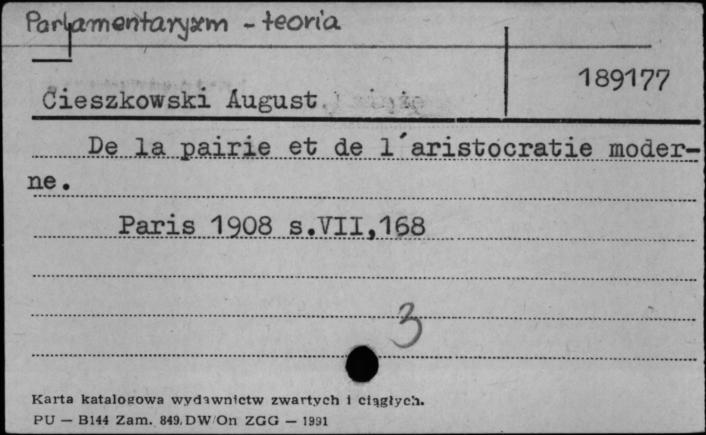 Parlamentaryzm - teoria
189177
Cieszkowski August
De la pairie et de l'aristocratie moder-
ne.
Paris 1908 s.VII,168
3
Karta katalogowa wydawnictw zwartych i ciągłych.
PU — B144 Zam. 849/DW/On ZGG — 1991